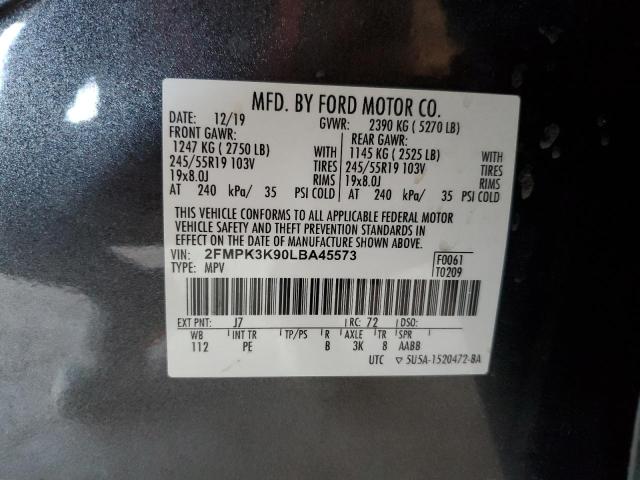 MFD. BY FORD MOTOR CO.
DATE: 12/19 GVWR: 2390 KG ( 5270 LB)
FRONT GAWR: REAR GAWR:
1247 KG ( 2750 LB) WITH 1145 KG ( 2525 LB) WITH
245/55R19 103V TIRES 245/55R19 103V TIRES
19x8.0J RIMS 19x8.0J RIMS
AT 240 kPa/ 35 PSI COLD AT 240 kPa/ 35 PSI COLD
THIS VEHICLE CONFORMS TO ALL APPLICABLE FEDERAL MOTOR
VEHICLE SAFETY AND THEFT PREVENTION STANDARDS IN
EFFECT ON THE DATE OF MANUFACTURE SHOWN ABOVE.
VIN: 2FMPK3K90LBA45573 F0061
TYPE: MPV T0209
EXT PNT: J7 RC: 72 DSO:
WB INT TR TP/PS R AXLE TR SPR
112 PE B 3K 8 AABB
UTC ▽ 5U5A-1520472-BA